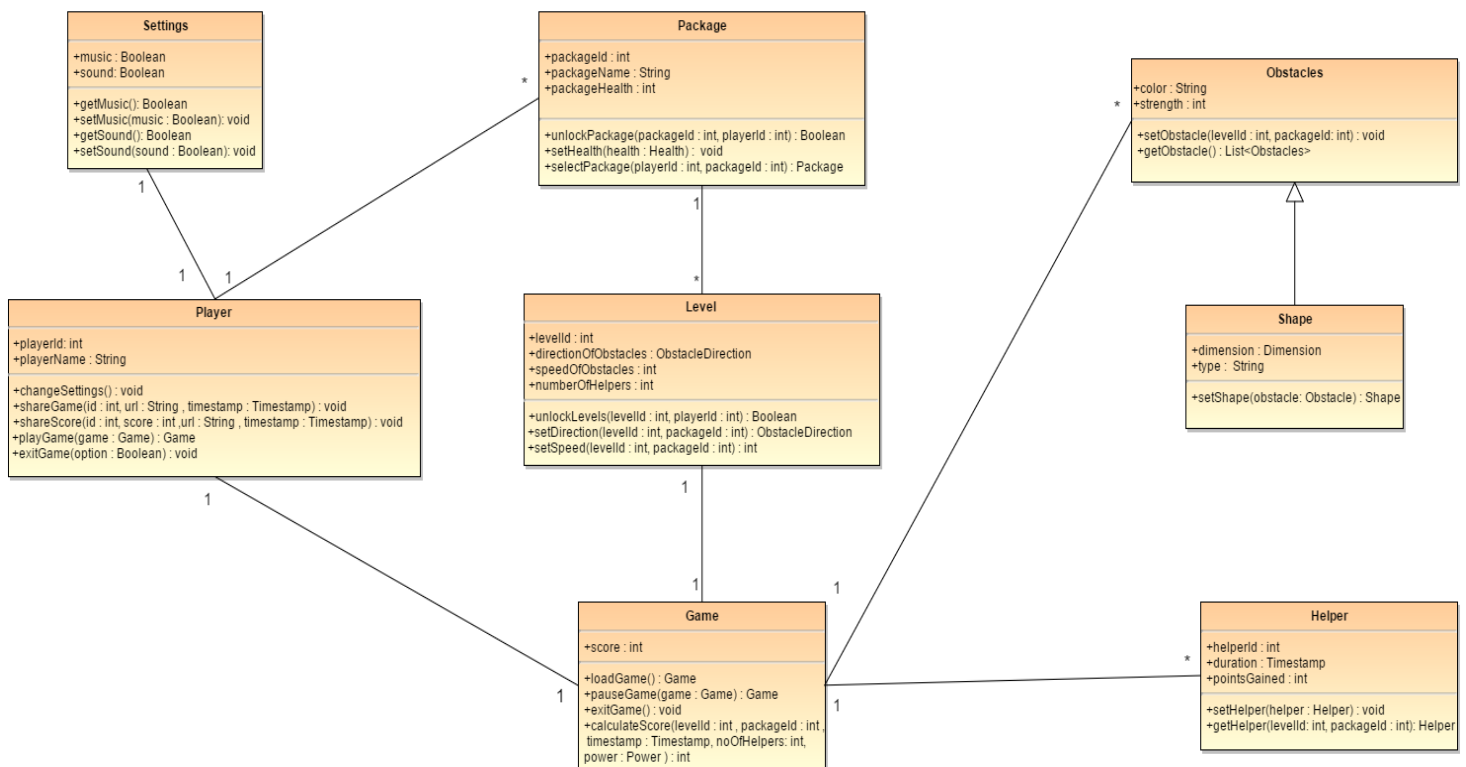 Settings
+music : Boolean
+sound: Boolean
+getMusic(): Boolean
+setMusic(music : Boolean): void
+getSound(): Boolean
+setSound(sound : Boolean): void
1
1
Package
+packageId : int
+packageName : String
+packageHealth : int
+unlockPackage(packageId : int, playerId : int) : Boolean
+setHealth(health : Health) : void
+selectPackage(playerId : int, packageId : int) : Package
*
1
1
*
Obstacles
+color : String
+strength : int
+setObstacle(levelId : int, packageId: int) : void
+getObstacle() : List<Obstacles>
*
Player
+playerId: int
+playerName : String
+changeSettings() : void
+shareGame(id : int, url : String , timestamp : Timestamp) : void
+shareScore(id : int, score : int ,url : String , timestamp : Timestamp) : void
+playGame(game : Game) : Game
+exitGame(option : Boolean) : void
1
1
Level
+levelId : int
+directionOfObstacles : ObstacleDirection
+speedOfObstacles : int
+numberOfHelpers : int
+unlockLevels(levelId : int, playerId : int) : Boolean
+setDirection(levelId : int, packageId : int) : ObstacleDirection
+setSpeed(levelId : int, packageId : int) : int
1
1
Shape
+dimension : Dimension
+type : String
+setShape(obstacle: Obstacle) : Shape
Game
+score : int
+loadGame() : Game
+pauseGame(game : Game) : Game
+exitGame() : void
+calculateScore(levelId : int , packageId : int ,
timestamp : Timestamp, noOfHelpers: int,
power : Power ) : int
1
1
*
Helper
+helperId : int
+duration : Timestamp
+pointsGained : int
+setHelper(helper : Helper) : void
+getHelper(levelId: int, packageId : int): Helper